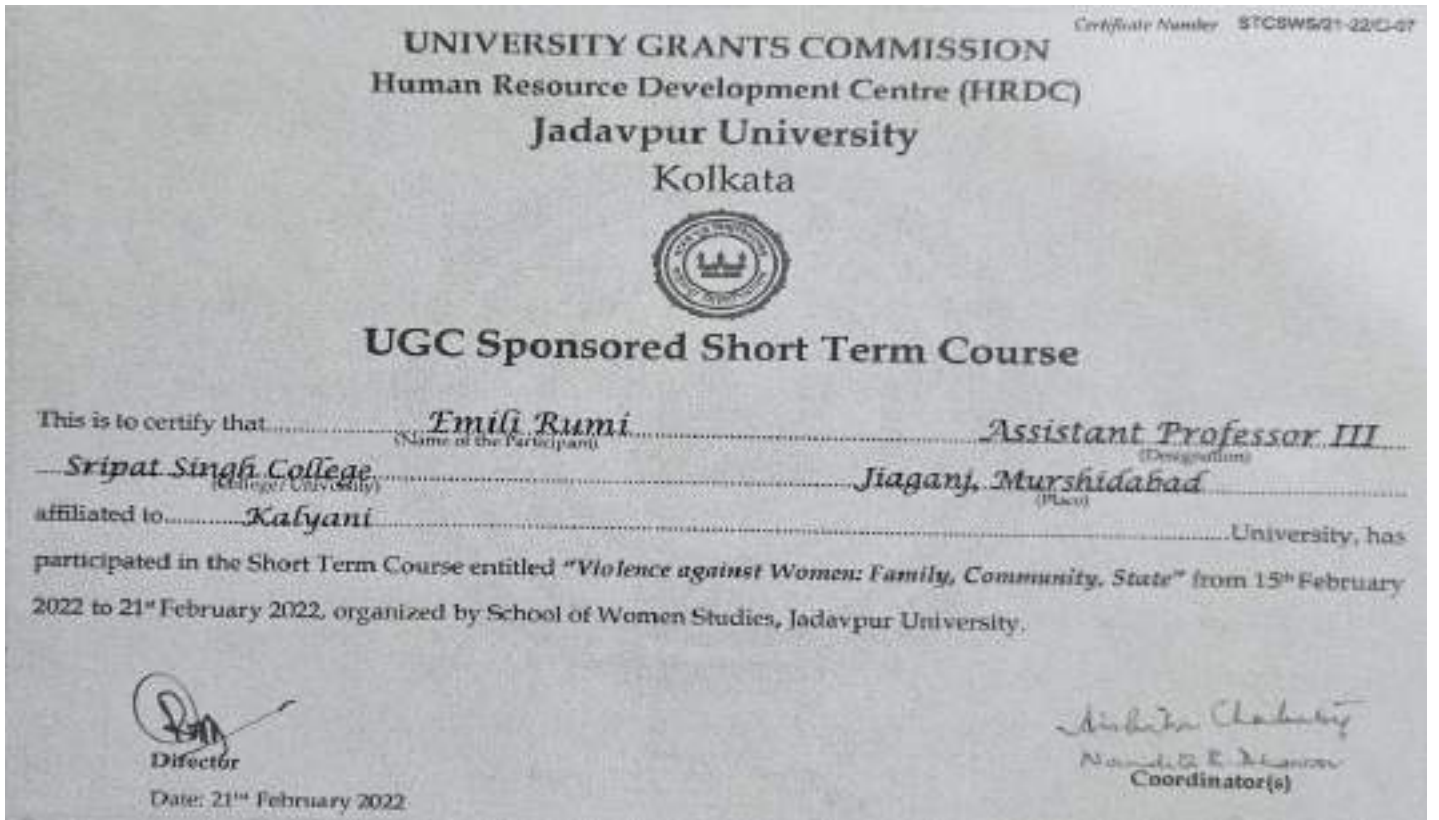 Certificate Number STCSWS/21-22/C-07
UNIVERSITY GRANTS COMMISSION
Human Resource Development Centre (HRDC)
Jadavpur University
Kolkata
UGC Sponsored Short Term Course
This is to certify that Emili Rumi Assistant Professor III
(Name of the Participant) (Designation)
Sripat Singh College Jiaganj, Murshidabad
(College/University) (Place)
affiliated to Kalyani University, has
participated in the Short Term Course entitled "Violence against Women: Family, Community, State" from 15th February
2022 to 21st February 2022, organized by School of Women Studies, Jadavpur University.
Director
Coordinator(s)
Date: 21st February 2022